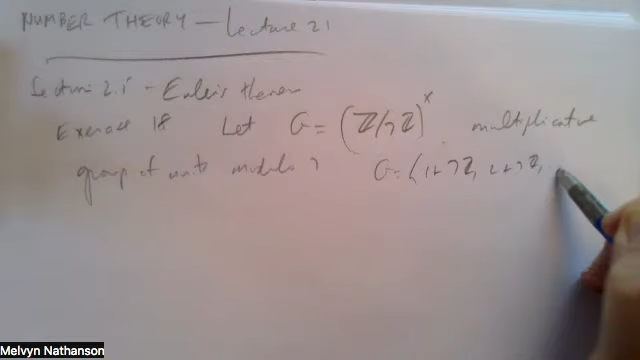 NUMBER THEORY - Lecture 21
Section 2.5 - Euler's theorem
Exercise 18 Let G = (ℤ/7ℤ)^× multiplicative
group of units modulo 7 G = {1+7ℤ, 2+7ℤ,
Melvyn Nathanson